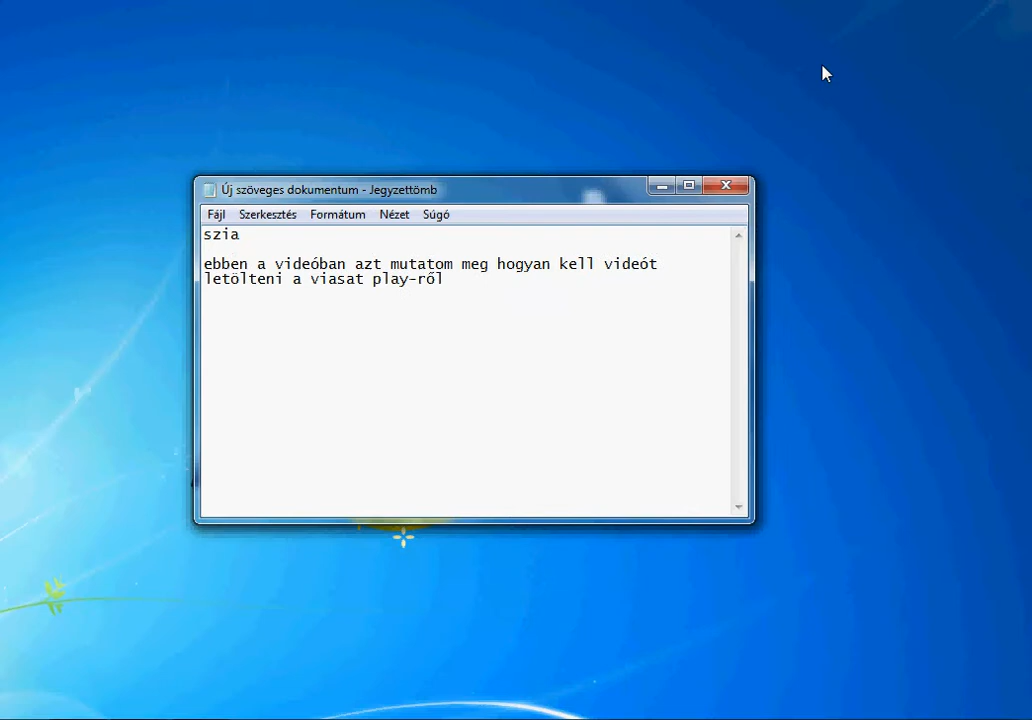 Új szöveges dokumentum - Jegyzettömb
Fájl Szerkesztés Formátum Nézet Súgó
szia
ebben a videóban azt mutatom meg hogyan kell videót
letölteni a viasat play-ről